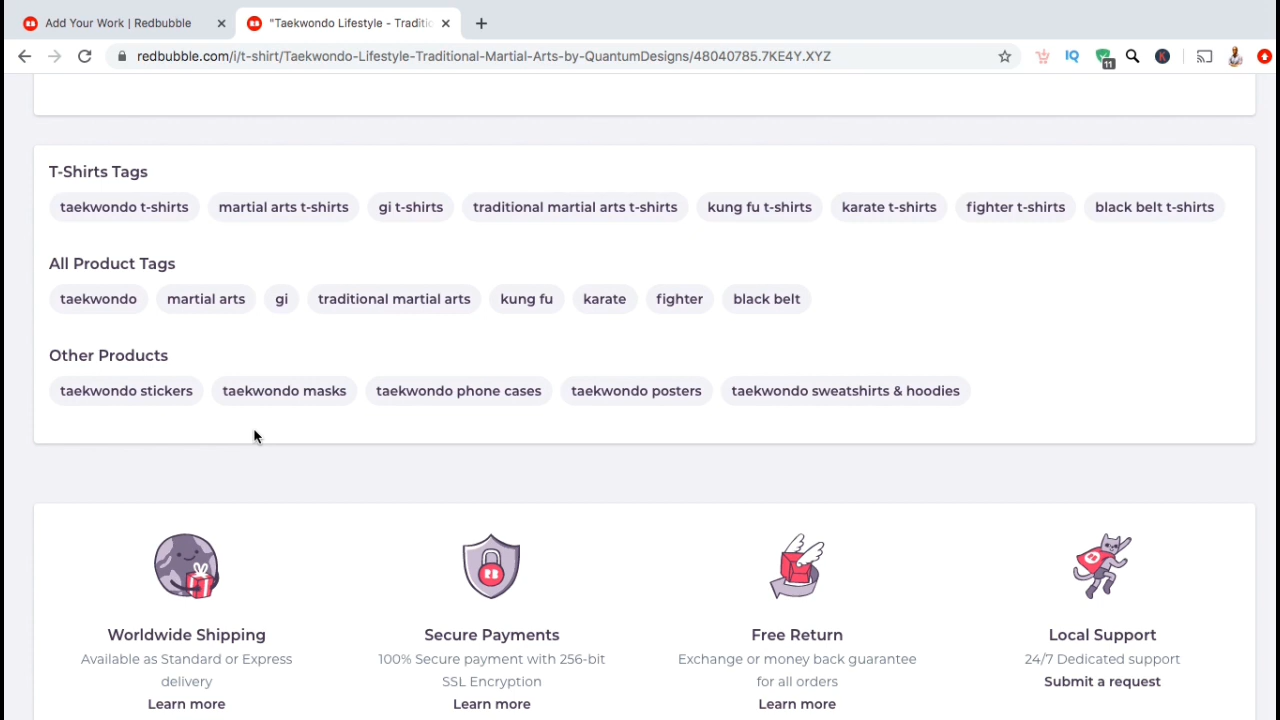 Add Your Work | Redbubble
"Taekwondo Lifestyle - Traditio
redbubble.com/i/t-shirt/Taekwondo-Lifestyle-Traditional-Martial-Arts-by-QuantumDesigns/48040785.7KE4Y.XYZ
IQ
11
K
T-Shirts Tags
taekwondo t-shirts martial arts t-shirts gi t-shirts traditional martial arts t-shirts kung fu t-shirts karate t-shirts fighter t-shirts black belt t-shirts
All Product Tags
taekwondo martial arts gi traditional martial arts kung fu karate fighter black belt
Other Products
taekwondo stickers taekwondo masks taekwondo phone cases taekwondo posters taekwondo sweatshirts & hoodies
RB
Worldwide Shipping Secure Payments Free Return Local Support
Available as Standard or Express 100% Secure payment with 256-bit Exchange or money back guarantee 24/7 Dedicated support
delivery SSL Encryption for all orders Submit a request
Learn more Learn more Learn more